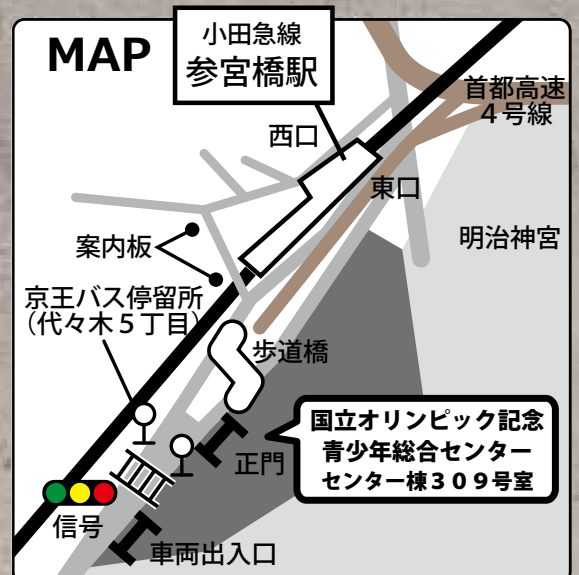 MAP
小田急線
参宮橋駅
首都高速
４号線
西口
東口
明治神宮
案内板
京王バス停留所
（代々木５丁目）
歩道橋
国立オリンピック記念
青少年総合センター
センター棟３０９号室
正門
信号
車両出入口